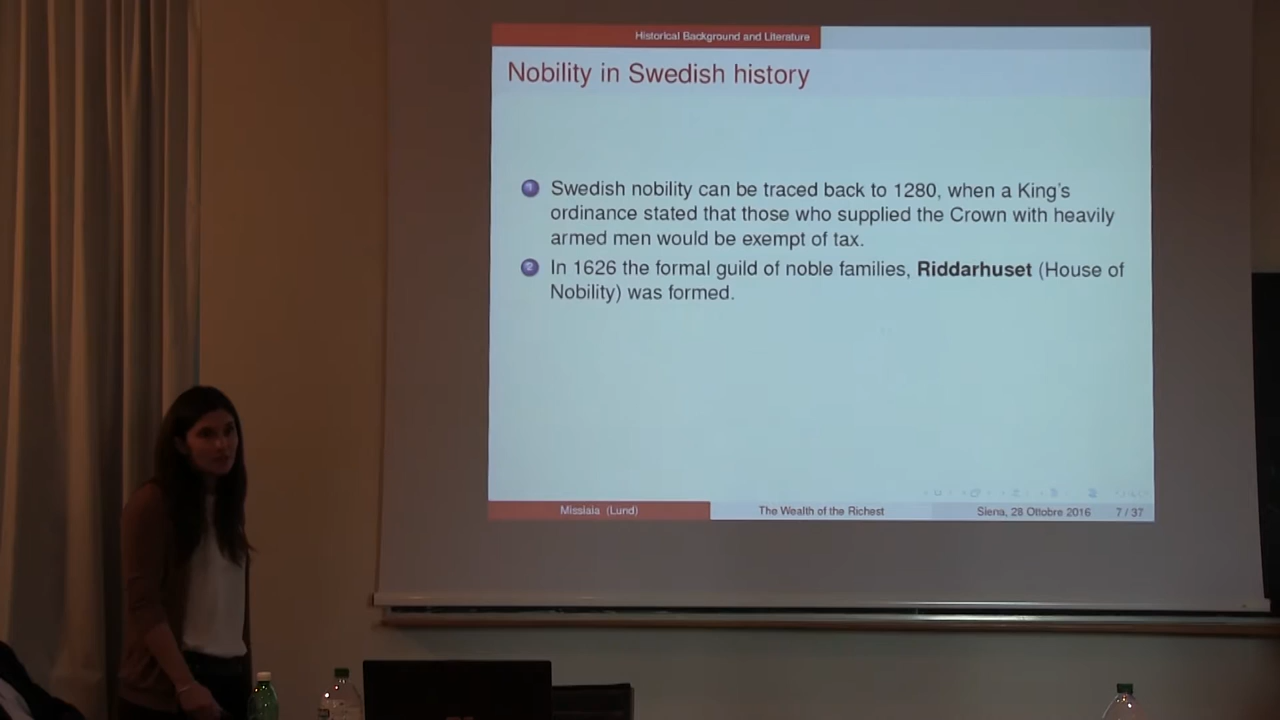 Historical Background and Literature
Nobility in Swedish history
1 Swedish nobility can be traced back to 1280, when a King's
ordinance stated that those who supplied the Crown with heavily
armed men would be exempt of tax.
2 In 1626 the formal guild of noble families, Riddarhuset (House of
Nobility) was formed.
Missiaia (Lund) The Wealth of the Richest Siena, 28 Ottobre 2016 7 / 37